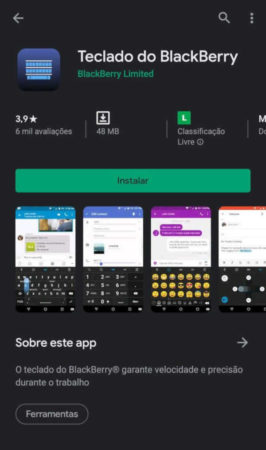 Teclado do BlackBerry
BlackBerry Limited
3,9★
6 mil avaliações
48 MB
L
Classificação
Livre
M
Do
Instalar
Sobre este app
O teclado do BlackBerry® garante velocidade e precisão
durante o trabalho
Ferramentas